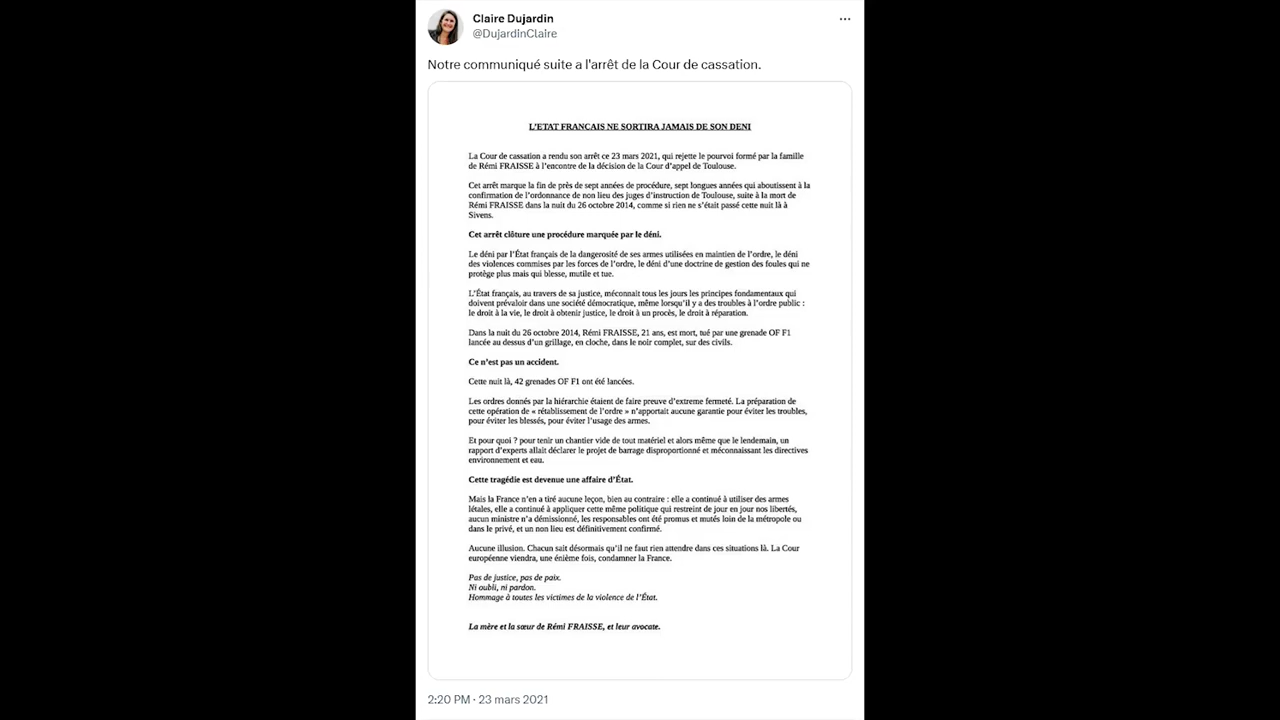 Claire Dujardin
@DujardinClaire
Notre communiqué suite a l'arrêt de la Cour de cassation.
L'ETAT FRANCAIS NE SORTIRA JAMAIS DE SON DENI
La Cour de cassation a rendu son arrêt ce 23 mars 2021, qui rejette le pourvoi formé par la famille
de Rémi FRAISSE à l'encontre de la décision de la Cour d'appel de Toulouse.
Cet arrêt marque la fin de près de sept années de procédure, sept longues années qui aboutissent à la
confirmation de l'ordonnance de non lieu des juges d'instruction de Toulouse, suite à la mort de
Rémi FRAISSE dans la nuit du 26 octobre 2014, comme si rien ne s'était passé cette nuit là à
Sivens.
Cet arrêt clôture une procédure marquée par le déni.
Le déni par l'État français de la dangerosité de ses armes utilisées en maintien de l'ordre, le déni
des violences commises par les forces de l'ordre, le déni d'une doctrine de gestion des foules qui ne
protège plus mais qui blesse, mutile et tue.
L'État français, au travers de sa justice, méconnait tous les jours les principes fondamentaux qui
doivent prévaloir dans une société démocratique, même lorsqu'il y a des troubles à l'ordre public :
le droit à la vie, le droit à obtenir justice, le droit à un procès, le droit à réparation.
Dans la nuit du 26 octobre 2014, Rémi FRAISSE, 21 ans, est mort, tué par une grenade OF F1
lancée au dessus d'un grillage, en cloche, dans le noir complet, sur des civils.
Ce n'est pas un accident.
Cette nuit là, 42 grenades OF F1 ont été lancées.
Les ordres donnés par la hiérarchie étaient de faire preuve d'extreme fermeté. La préparation de
cette opération de « rétablissement de l'ordre » n'apportait aucune garantie pour éviter les troubles,
pour éviter les blessés, pour éviter l'usage des armes.
Et pour quoi ? pour tenir un chantier vide de tout matériel et alors même que le lendemain, un
rapport d'experts allait déclarer le projet de barrage disproportionné et méconnaissant les directives
environnement et eau.
Cette tragédie est devenue une affaire d'État.
Mais la France n'en a tiré aucune leçon, bien au contraire : elle a continué à utiliser des armes
létales, elle a continué à appliquer cette même politique qui restreint de jour en jour nos libertés,
aucun ministre n'a démissionné, les responsables ont été promus et mutés loin de la métropole ou
dans le privé, et un non lieu est définitivement confirmé.
Aucune illusion. Chacun sait désormais qu'il ne faut rien attendre dans ces situations là. La Cour
européenne viendra, une énième fois, condamner la France.
Pas de justice, pas de paix.
Ni oubli, ni pardon.
Hommage à toutes les victimes de la violence de l'État.
La mère et la sœur de Rémi FRAISSE, et leur avocate.
2:20 PM · 23 mars 2021